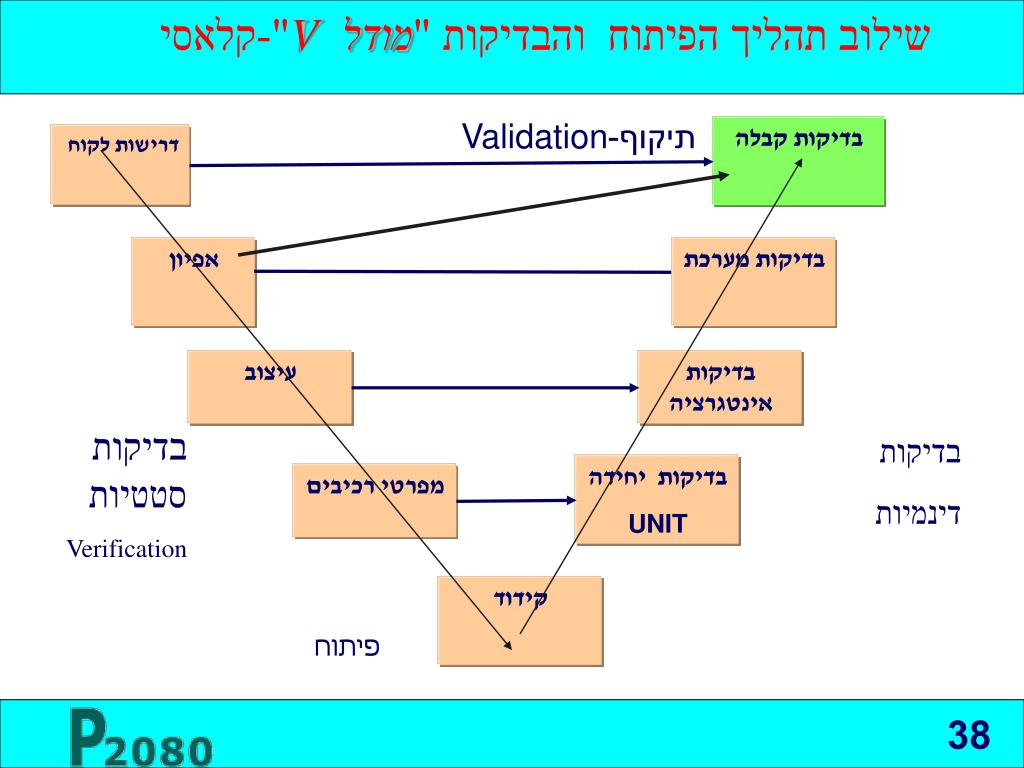 שילוב תהליך הפיתוח והבדיקות "מודל V"-קלאסי
דרישות לקוח
תיקוף-Validation
בדיקות קבלה
אפיון
בדיקות מערכת
עיצוב
בדיקות
אינטגרציה
בדיקות
סטטיות
Verification
מפרטי רכיבים
בדיקות יחידה
UNIT
בדיקות
דינמיות
קידוד
פיתוח
P2080
38